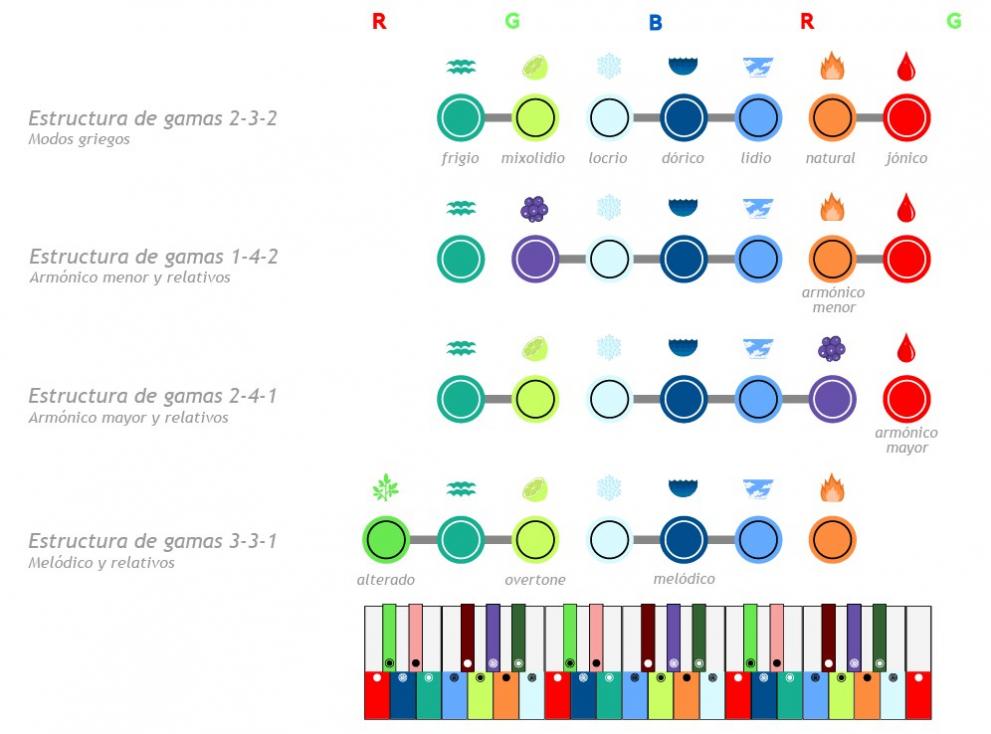 R G B R G
Estructura de gamas 2-3-2
Modos griegos
frigio mixolidio locrio dórico lidio natural jónico
Estructura de gamas 1-4-2
Armónico menor y relativos
armónico
menor
Estructura de gamas 2-4-1
Armónico mayor y relativos
armónico
mayor
Estructura de gamas 3-3-1
Melódico y relativos
alterado overtone melódico